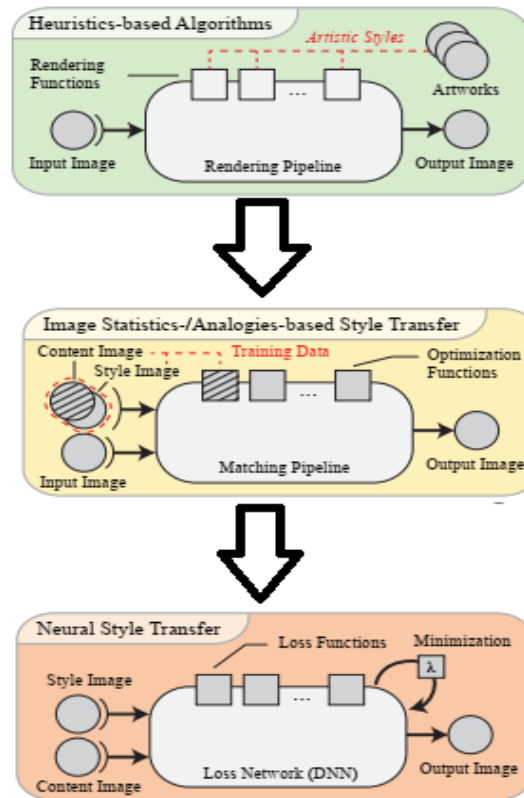 Heuristics-based Algorithms
Artistic Styles
Rendering
Functions
Artworks
...
Input Image
Rendering Pipeline
Output Image
Image Statistics-/Analogies-based Style Transfer
Content Image
Style Image
Training Data
Optimization
Functions
...
Input Image
Matching Pipeline
Output Image
Neural Style Transfer
Loss Functions
Minimization
λ
Style Image
...
Content Image
Loss Network (DNN)
Output Image